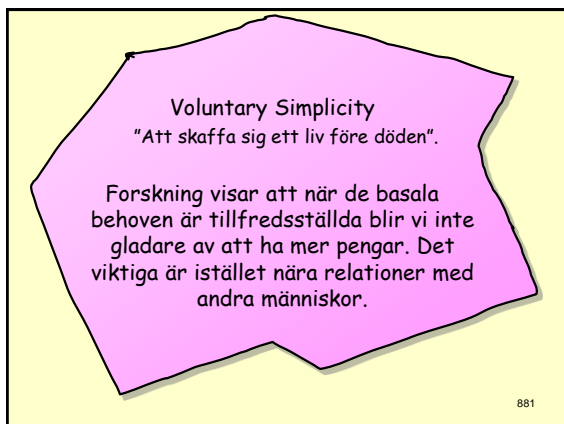 Voluntary Simplicity
”Att skaffa sig ett liv före döden”.
Forskning visar att när de basala
behoven är tillfredsställda blir vi inte
gladare av att ha mer pengar. Det
viktiga är istället nära relationer med
andra människor.
881